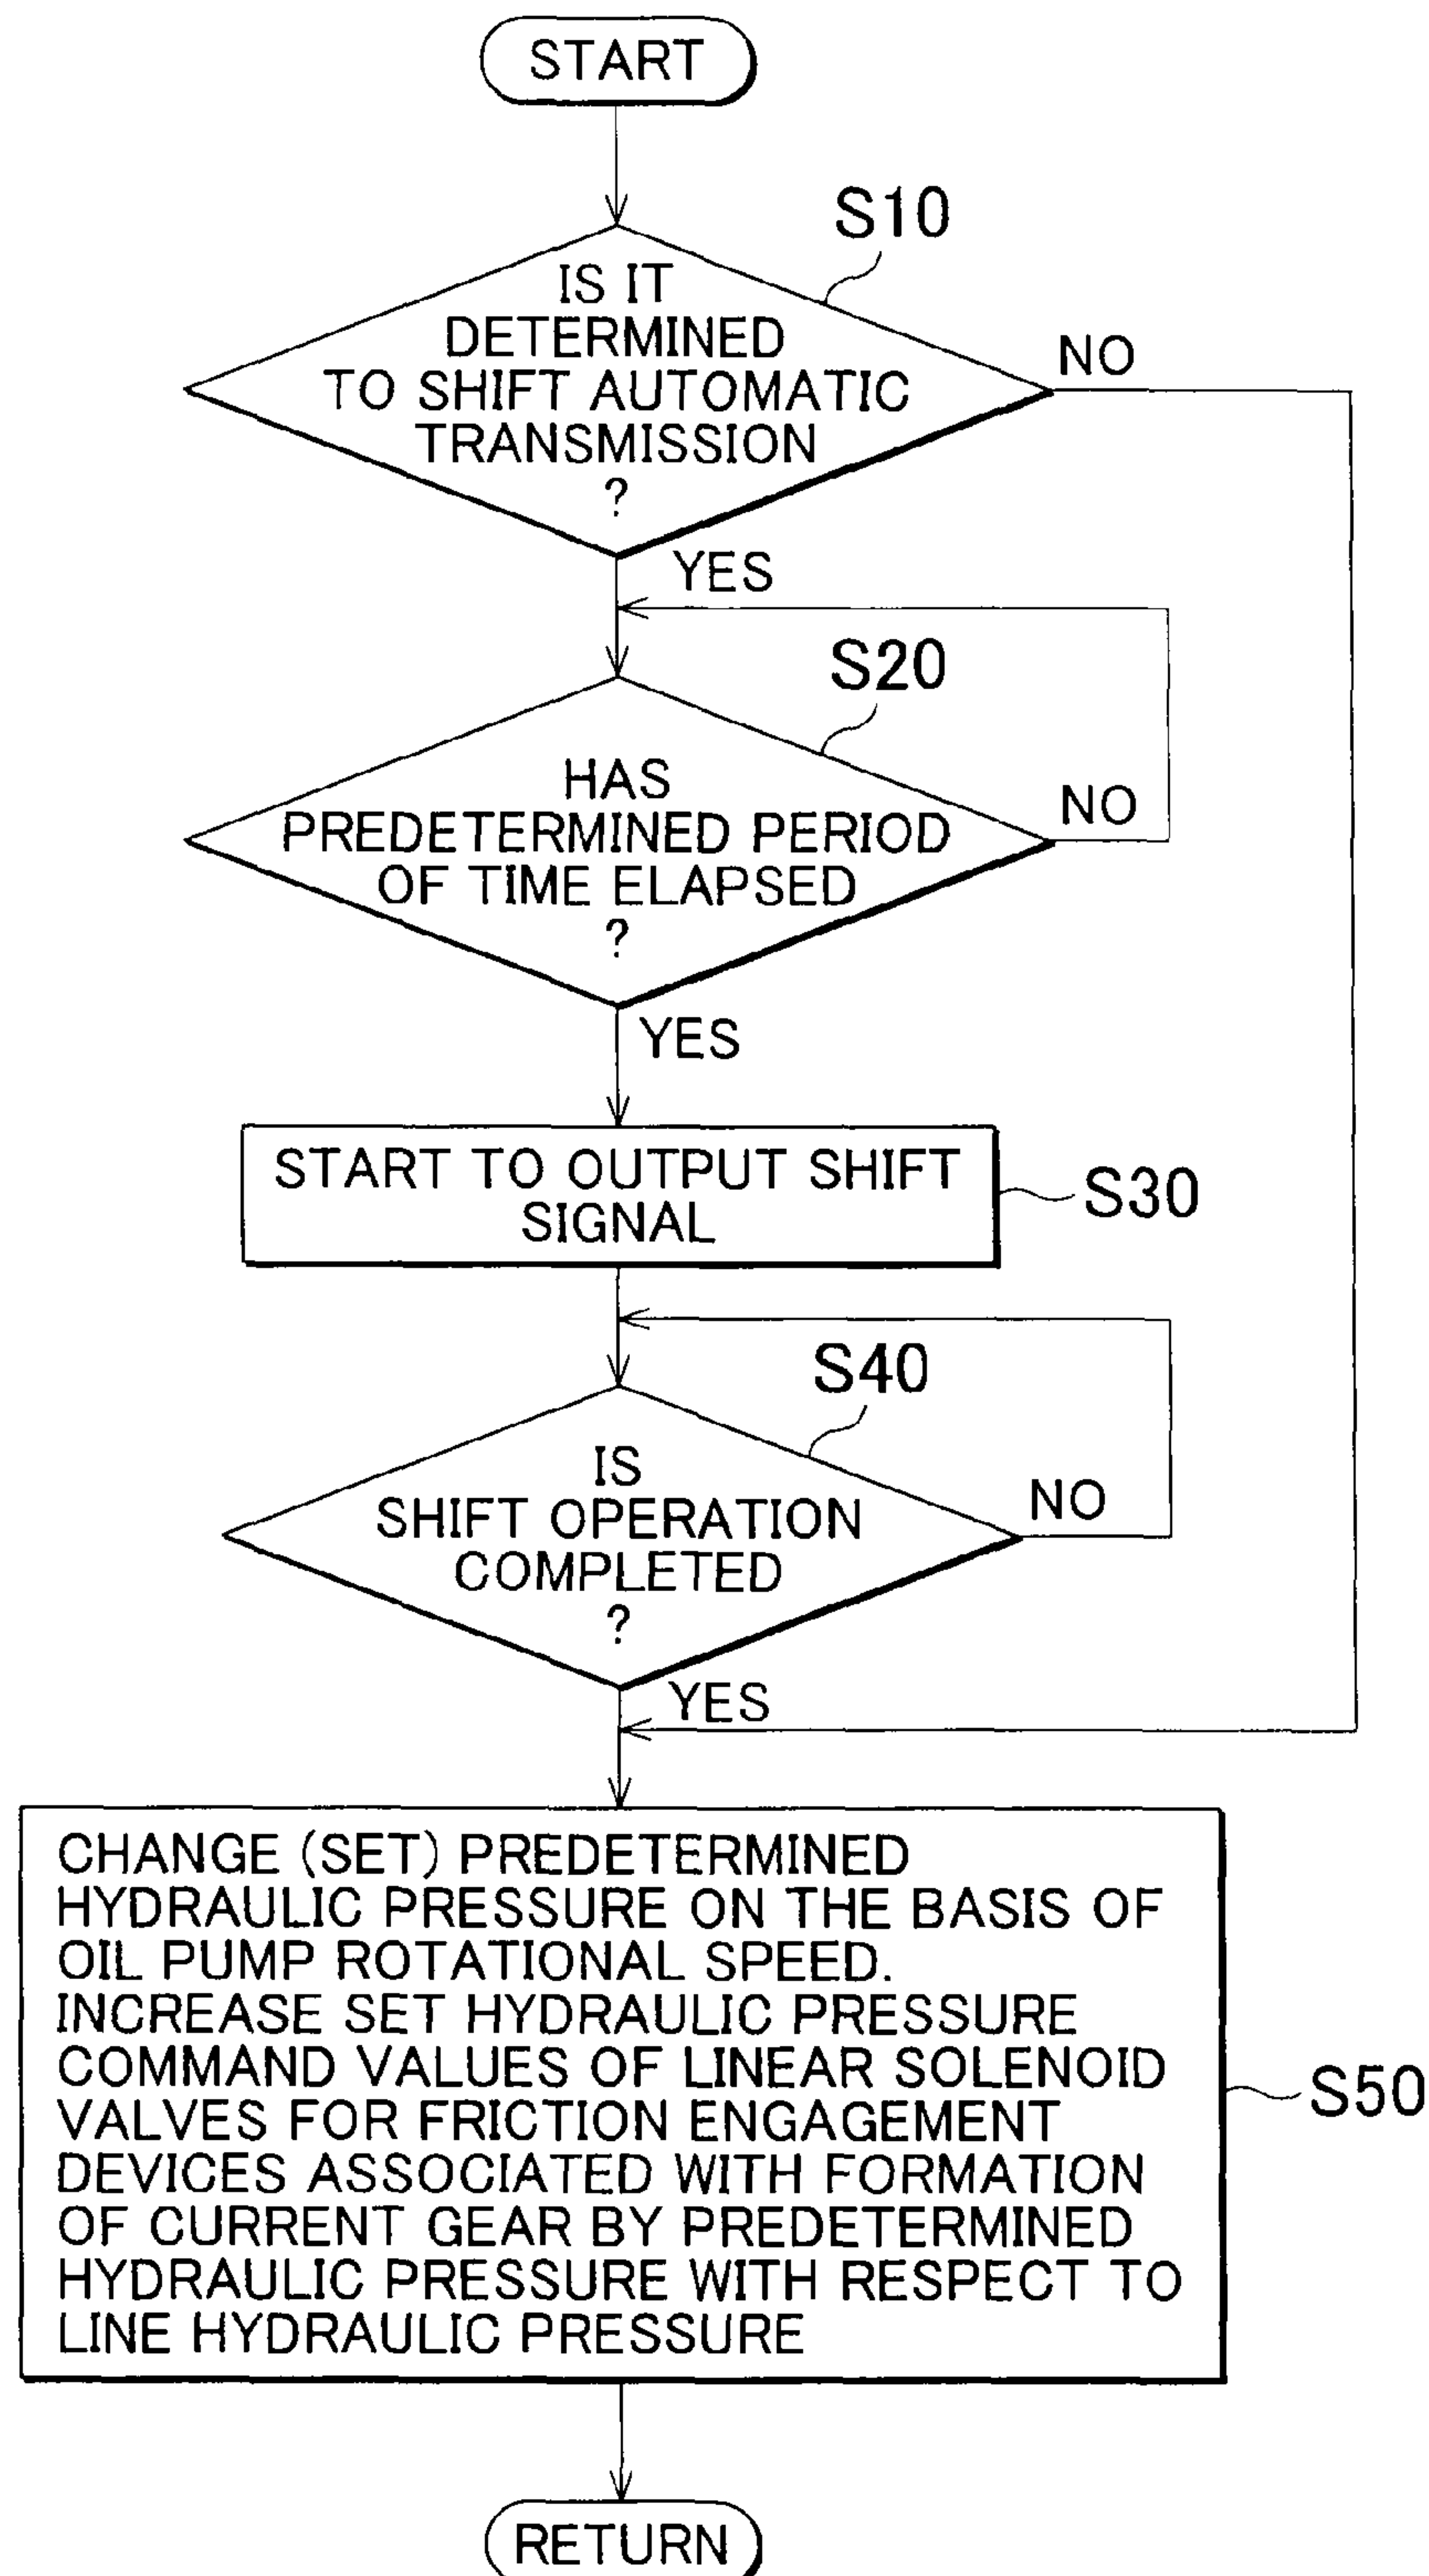 START
S10
IS IT
DETERMINED
TO SHIFT AUTOMATIC
TRANSMISSION
?
NO
YES
S20
HAS
PREDETERMINED PERIOD
OF TIME ELAPSED
?
NO
YES
START TO OUTPUT SHIFT
SIGNAL
S30
S40
IS
SHIFT OPERATION
COMPLETED
?
NO
YES
CHANGE (SET) PREDETERMINED
HYDRAULIC PRESSURE ON THE BASIS OF
OIL PUMP ROTATIONAL SPEED.
INCREASE SET HYDRAULIC PRESSURE
COMMAND VALUES OF LINEAR SOLENOID
VALVES FOR FRICTION ENGAGEMENT
DEVICES ASSOCIATED WITH FORMATION
OF CURRENT GEAR BY PREDETERMINED
HYDRAULIC PRESSURE WITH RESPECT TO
LINE HYDRAULIC PRESSURE
S50
RETURN